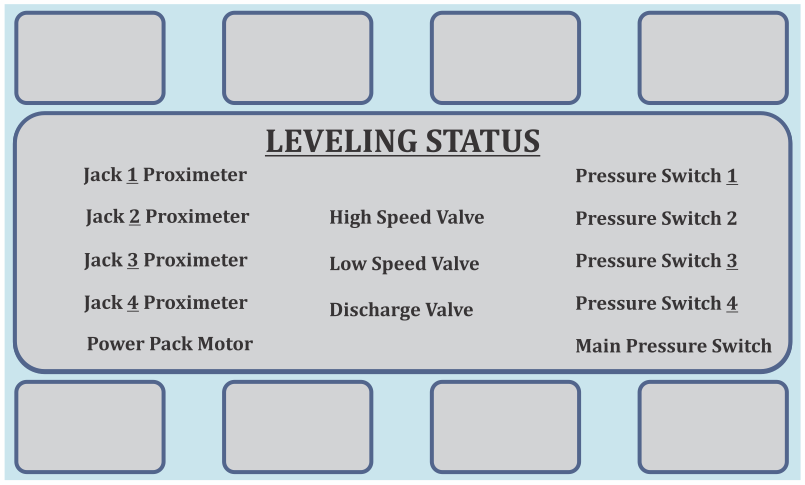 LEVELING STATUS
Jack 1 Proximeter
Jack 2 Proximeter
Jack 3 Proximeter
Jack 4 Proximeter
Power Pack Motor
High Speed Valve
Low Speed Valve
Discharge Valve
Pressure Switch 1
Pressure Switch 2
Pressure Switch 3
Pressure Switch 4
Main Pressure Switch